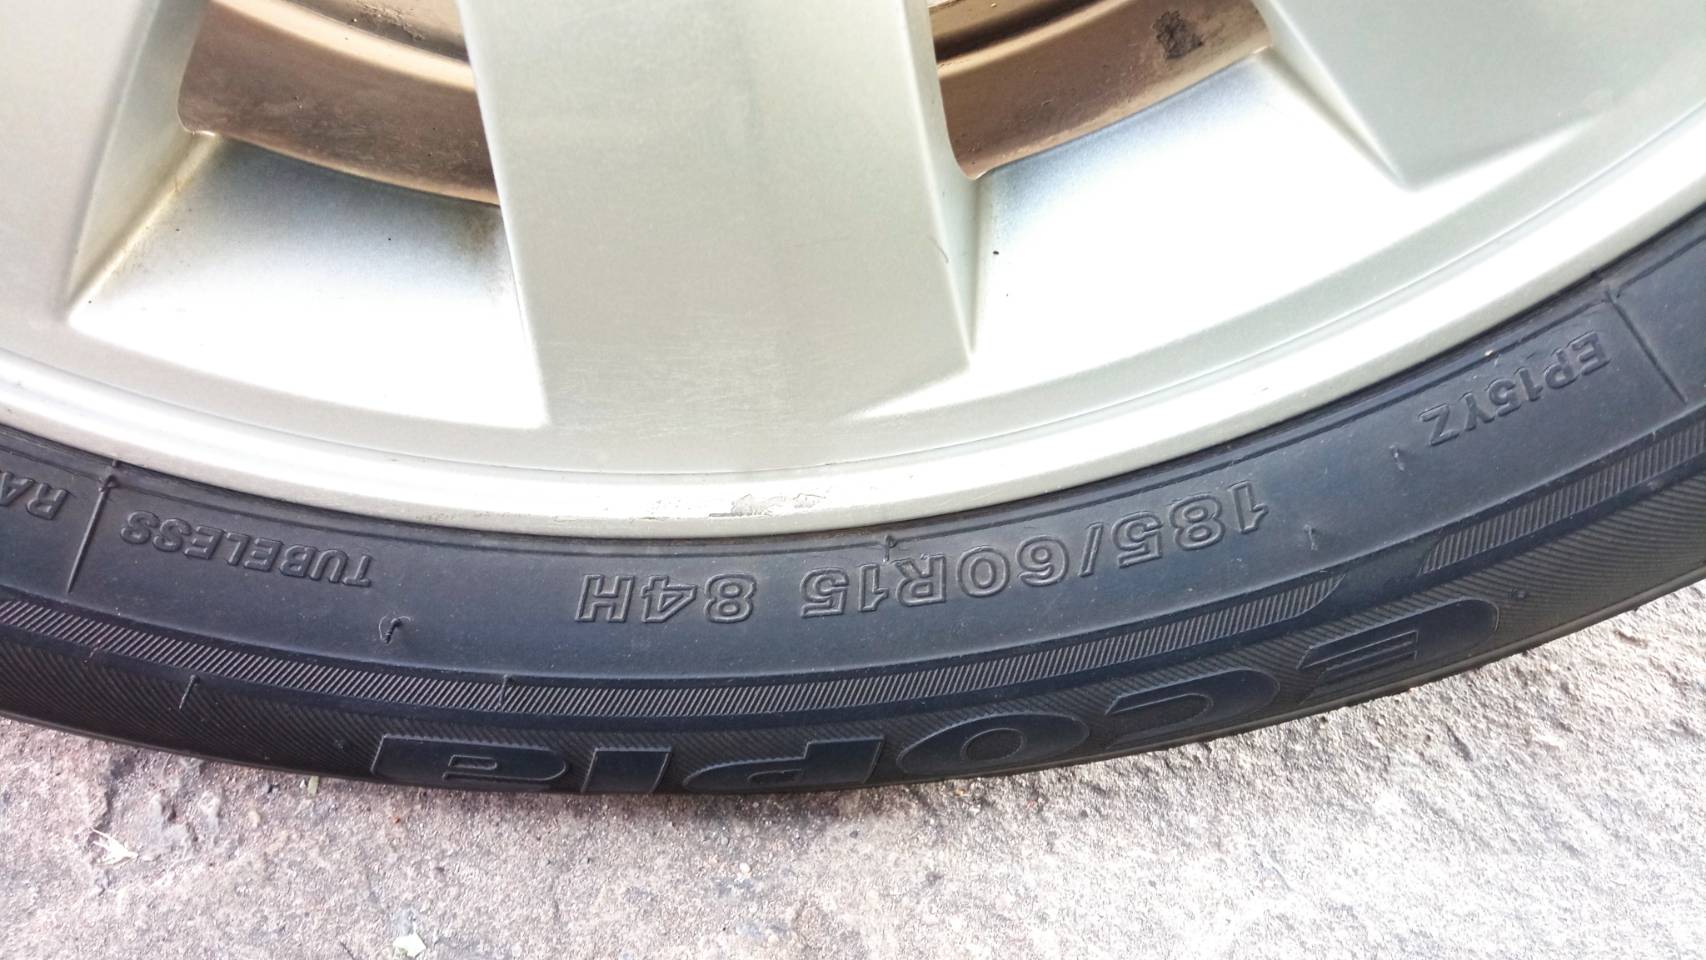 EP15YZ
185/60R15 84H
TUBELESS
ECOPIA